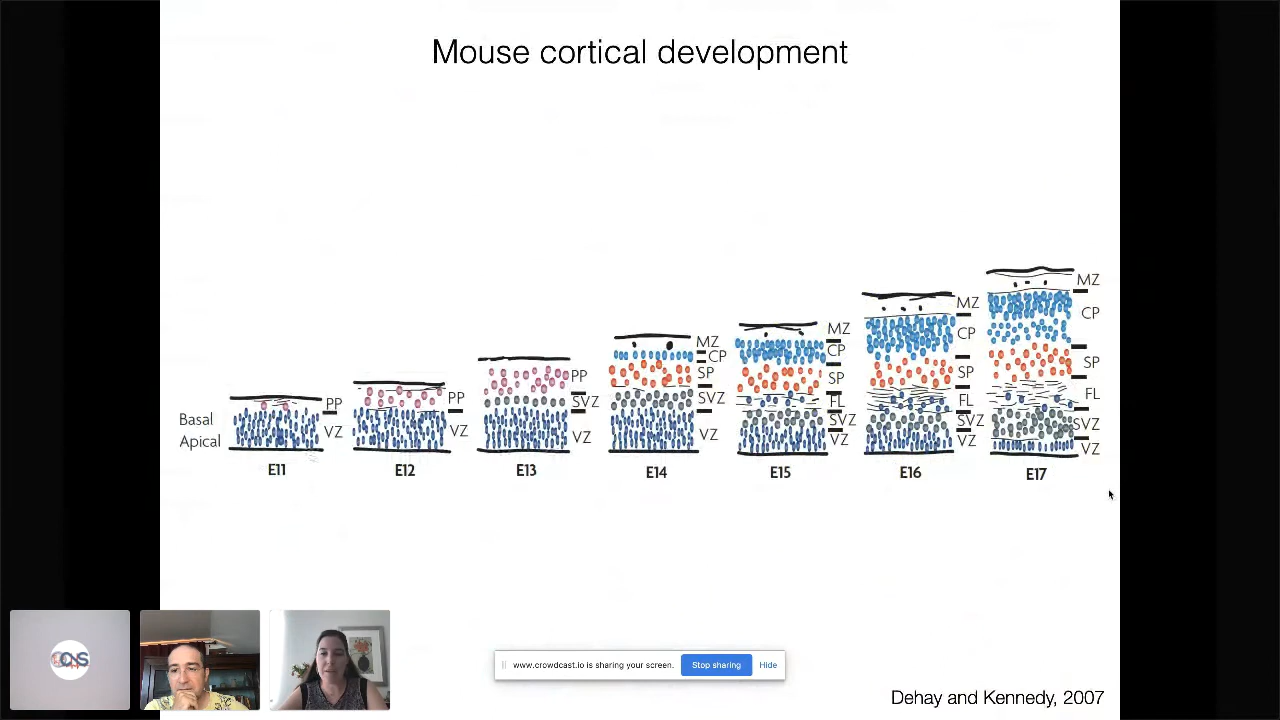 Mouse cortical development
Basal
Apical
PP
VZ
E11
PP
VZ
E12
PP
SVZ
VZ
E13
MZ
CP
SP
SVZ
VZ
E14
MZ
CP
SP
FL
SVZ
VZ
E15
MZ
CP
SP
FL
SVZ
VZ
E16
MZ
CP
SP
FL
SVZ
VZ
E17
www.crowdcast.io is sharing your screen.
Stop sharing
Hide
Dehay and Kennedy, 2007